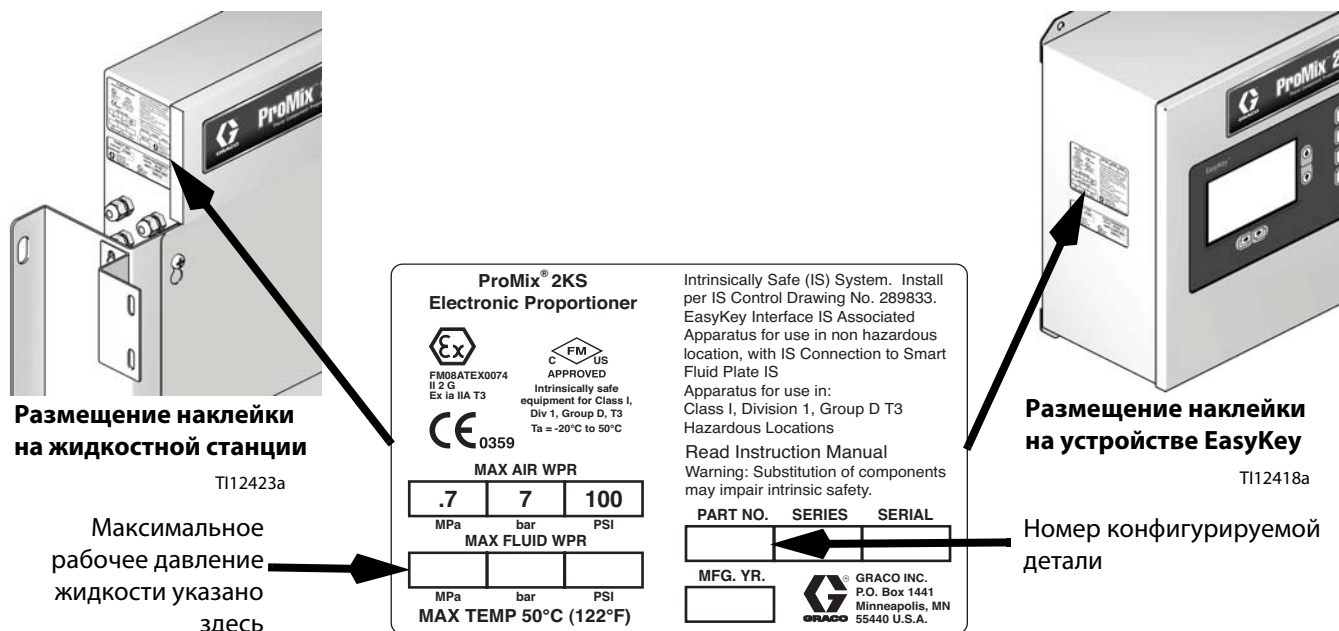 ProMix
GRACO
ProMix 2
GRACO
EasyKey
Размещение наклейки
на жидкостной станции
TI12423a
Максимальное
рабочее давление
жидкости указано
здесь
ProMix® 2KS
Electronic Proportioner
Ex
FM08ATEX0074
II 2 G
Ex ia IIA T3
CE 0359
C FM US
APPROVED
Intrinsically safe
equipment for Class I,
Div 1, Group D, T3
Ta = -20°C to 50°C
MAX AIR WPR
.7 7 100
MPa bar PSI
MAX FLUID WPR
MPa bar PSI
MAX TEMP 50°C (122°F)
Intrinsically Safe (IS) System. Install
per IS Control Drawing No. 289833.
EasyKey Interface IS Associated
Apparatus for use in non hazardous
location, with IS Connection to Smart
Fluid Plate IS
Apparatus for use in:
Class I, Division 1, Group D T3
Hazardous Locations
Read Instruction Manual
Warning: Substitution of components
may impair intrinsic safety.
PART NO. SERIES SERIAL
MFG. YR.
GRACO
®
GRACO INC.
P.O. Box 1441
Minneapolis, MN
55440 U.S.A.
Размещение наклейки
на устройстве EasyKey
TI12418a
Номер конфигурируемой
детали